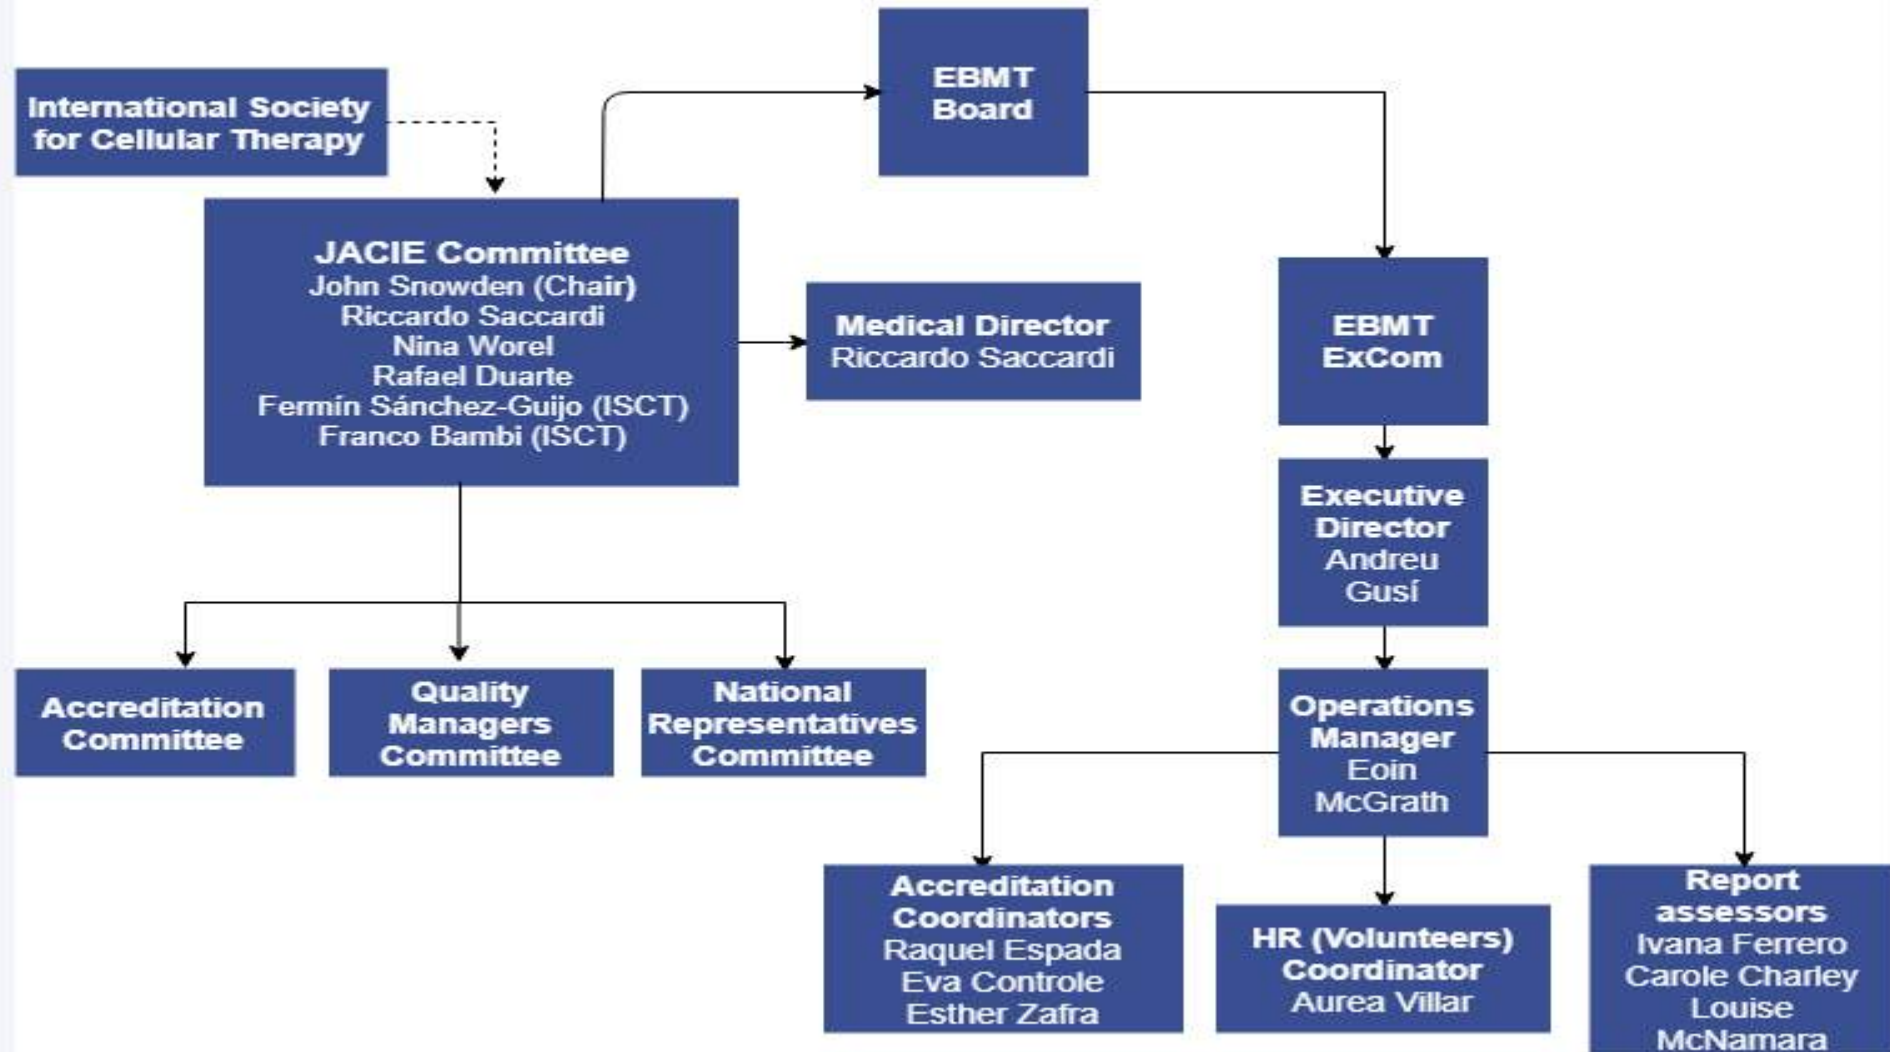 EBMT
Board
International Society
for Cellular Therapy
JACIE Committee
John Snowden (Chair)
Riccardo Saccardi
Nina Worel
Rafael Duarte
Fermín Sánchez-Guijo (ISCT)
Franco Bambi (ISCT)
Medical Director
Riccardo Saccardi
EBMT
ExCom
Executive
Director
Andreu
Gusí
Accreditation
Committee
Quality
Managers
Committee
National
Representatives
Committee
Operations
Manager
Eoin
McGrath
Accreditation
Coordinators
Raquel Espada
Eva Controle
Esther Zafra
HR (Volunteers)
Coordinator
Aurea Villar
Report
assessors
Ivana Ferrero
Carole Charley
Louise
McNamara